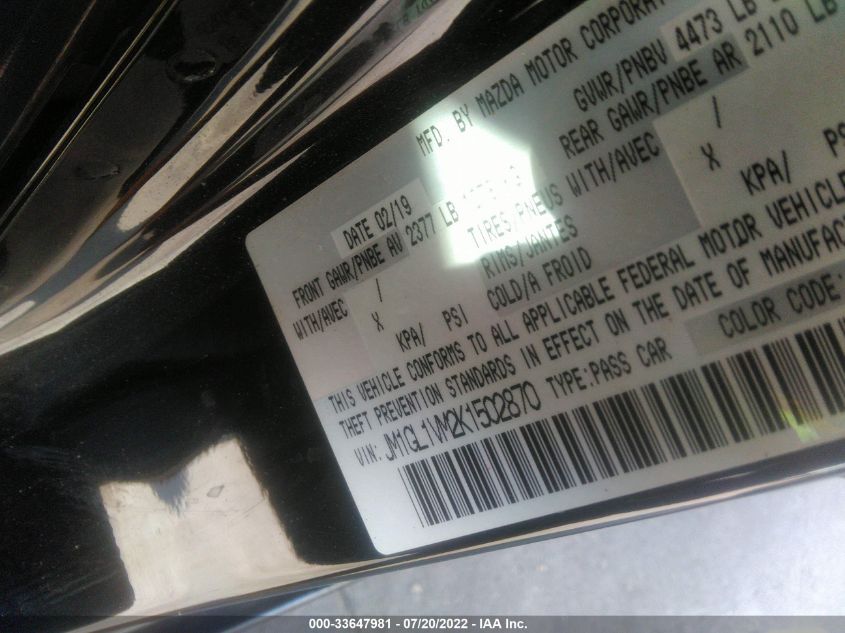 MFD. BY MAZDA MOTOR CORPORAT
DATE 02/19 GVWR/PNBV 4473 LB
FRONT GAWR/PNBE AV 2377 LB REAR GAWR/PNBE AR 2110 LB
WITH/AVEC / TIRES/PNEUS WITH/AVEC /
X RIMS/JANTES X
KPA/ PSI COLD/A FROID KPA/ PS
THIS VEHICLE CONFORMS TO ALL APPLICABLE FEDERAL MOTOR VEHICLE
THEFT PREVENTION STANDARDS IN EFFECT ON THE DATE OF MANUFAC
VIN: JM1GL1VM2K1502870 TYPE:PASS CAR COLOR CODE:
000-33647981 - 07/20/2022 - IAA Inc.